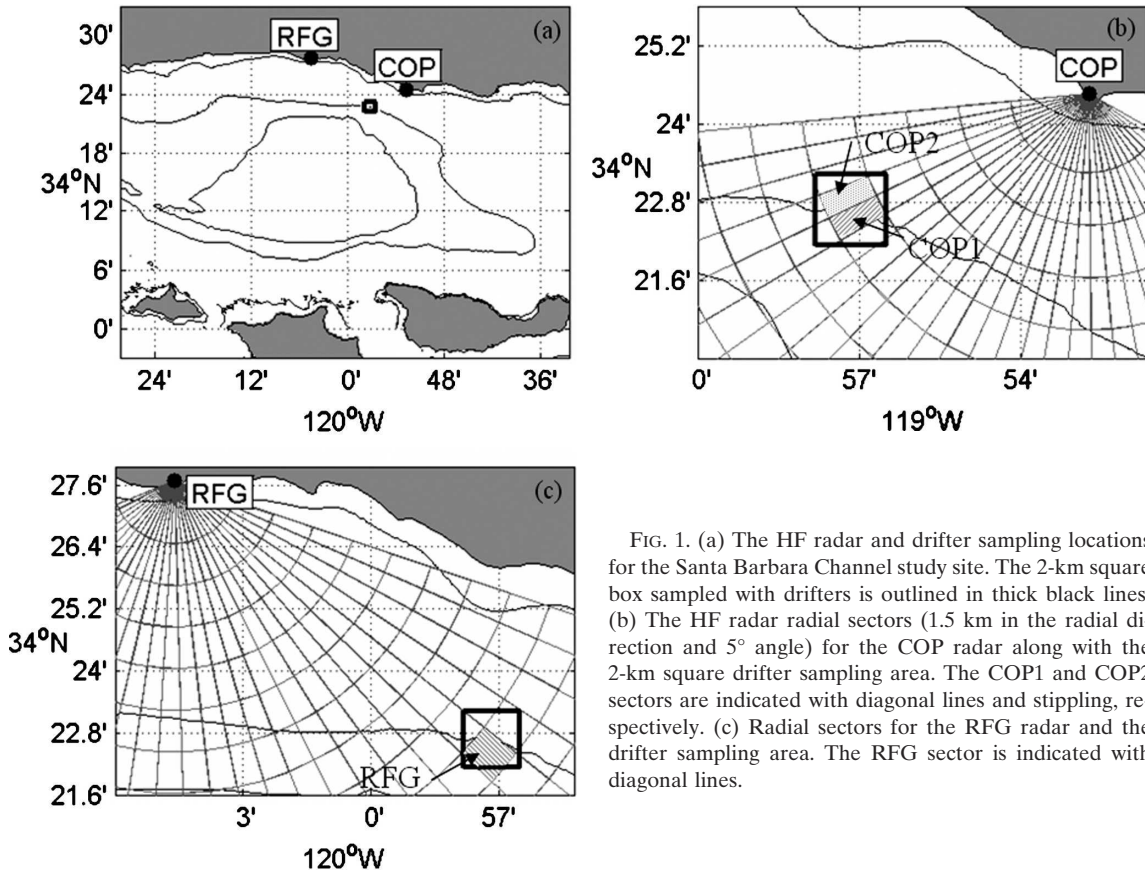 (a)
RFG
COP
30'
24'
18'
34°N
12'
6'
0'
24' 12' 0' 48' 36'
120°W
(b)
COP
25.2'
24'
34°N
22.8'
21.6'
COP2
COP1
0' 57' 54'
119°W
(c)
RFG
27.6'
26.4'
25.2'
34°N
24'
22.8'
21.6'
RFG
3' 0' 57'
120°W
FIG. 1. (a) The HF radar and drifter sampling locations
for the Santa Barbara Channel study site. The 2-km square
box sampled with drifters is outlined in thick black lines
(b) The HF radar radial sectors (1.5 km in the radial di
rection and 5° angle) for the COP radar along with the
2-km square drifter sampling area. The COP1 and COP2
sectors are indicated with diagonal lines and stippling, re
spectively. (c) Radial sectors for the RFG radar and the
drifter sampling area. The RFG sector is indicated with
diagonal lines.